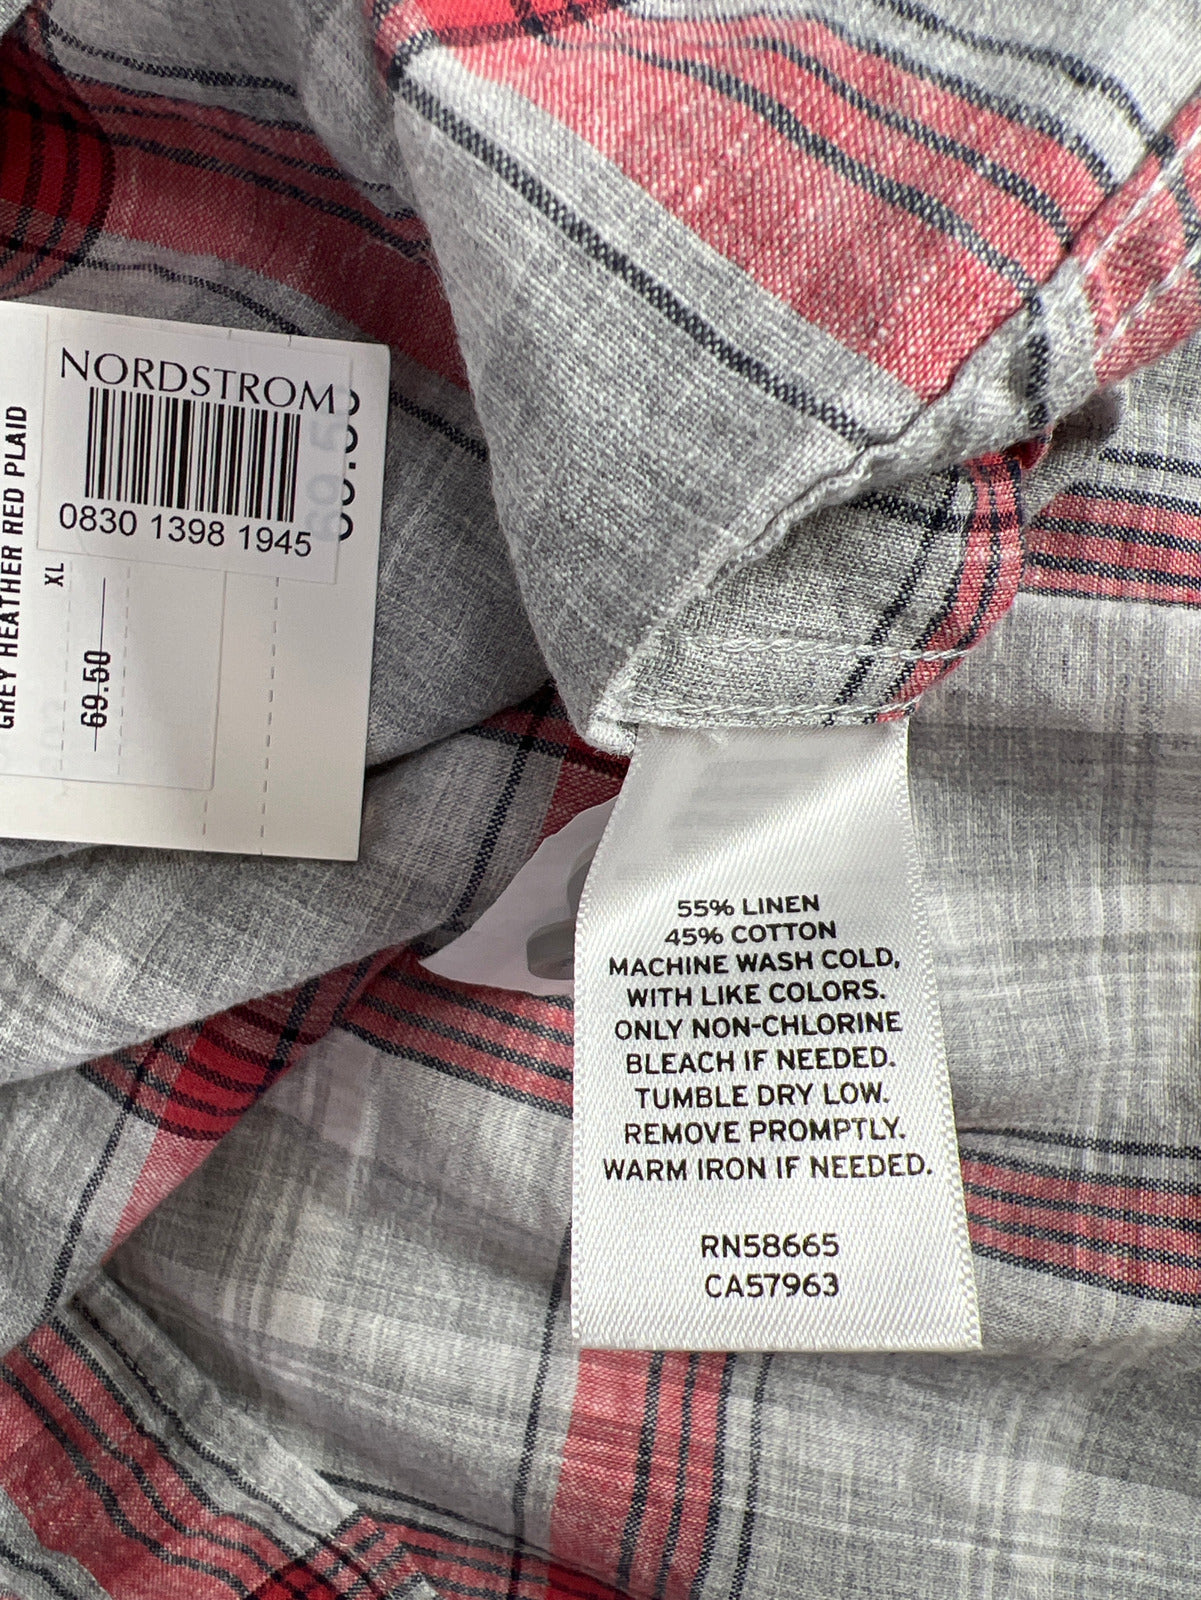 NORDSTROM
0830 1398 1945
69.50
GREY HEATHER RED PLAID
XL
69.50
55% LINEN
45% COTTON
MACHINE WASH COLD,
WITH LIKE COLORS.
ONLY NON-CHLORINE
BLEACH IF NEEDED.
TUMBLE DRY LOW.
REMOVE PROMPTLY.
WARM IRON IF NEEDED.
RN58665
CA57963